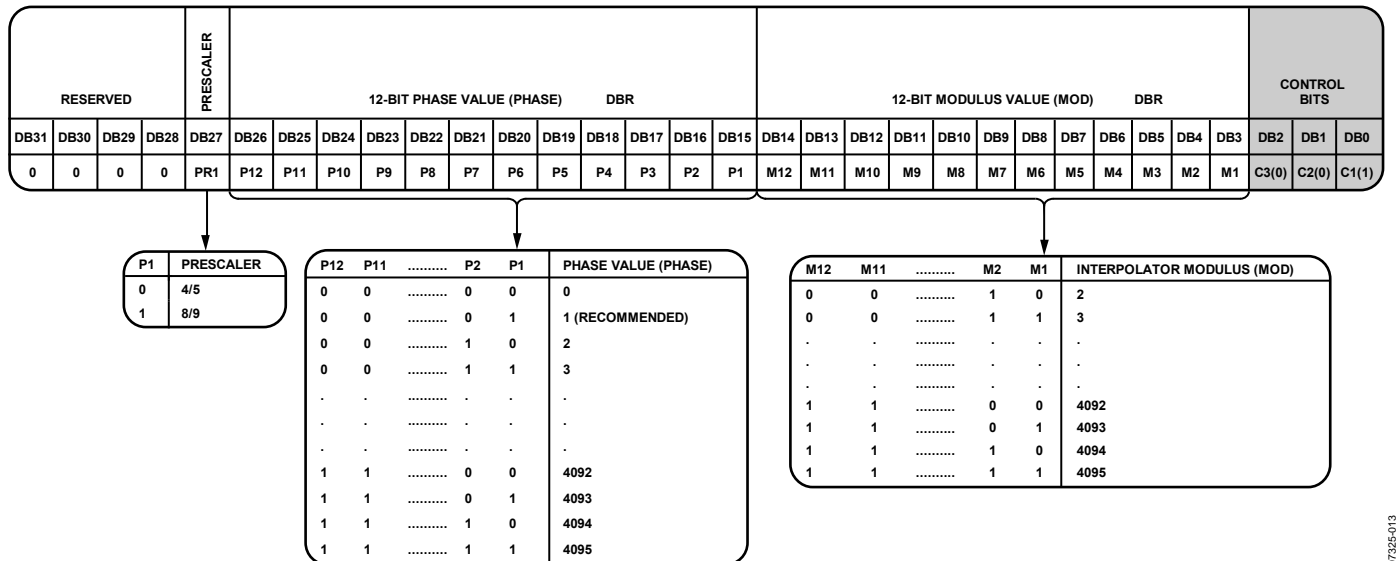 RESERVED
PRESCALER
12-BIT PHASE VALUE (PHASE) DBR
12-BIT MODULUS VALUE (MOD) DBR
CONTROL
BITS
DB31 DB30 DB29 DB28 DB27 DB26 DB25 DB24 DB23 DB22 DB21 DB20 DB19 DB18 DB17 DB16 DB15 DB14 DB13 DB12 DB11 DB10 DB9 DB8 DB7 DB6 DB5 DB4 DB3 DB2 DB1 DB0
0 0 0 0 PR1 P12 P11 P10 P9 P8 P7 P6 P5 P4 P3 P2 P1 M12 M11 M10 M9 M8 M7 M6 M5 M4 M3 M2 M1 C3(0) C2(0) C1(1)
P1 PRESCALER
0 4/5
1 8/9
P12 P11 .......... P2 P1 PHASE VALUE (PHASE)
0 0 .......... 0 0 0
0 0 .......... 0 1 1 (RECOMMENDED)
0 0 .......... 1 0 2
0 0 .......... 1 1 3
. . .......... . . .
. . .......... . . .
. . .......... . . .
1 1 .......... 0 0 4092
1 1 .......... 0 1 4093
1 1 .......... 1 0 4094
1 1 .......... 1 1 4095
M12 M11 .......... M2 M1 INTERPOLATOR MODULUS (MOD)
0 0 .......... 1 0 2
0 0 .......... 1 1 3
. . .......... . . .
. . .......... . . .
. . .......... . . .
1 1 .......... 0 0 4092
1 1 .......... 0 1 4093
1 1 .......... 1 0 4094
1 1 .......... 1 1 4095
7325-013